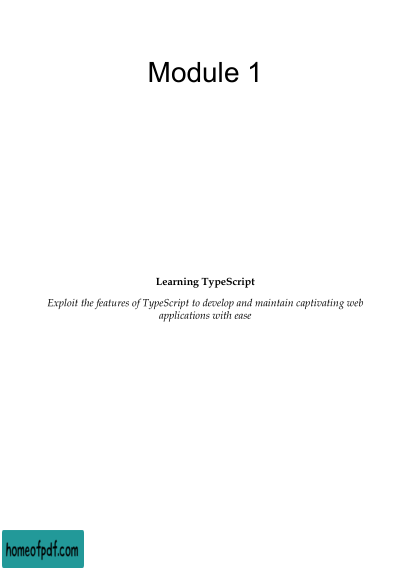 Module 1
Learning TypeScript
Exploit the features of TypeScript to develop and maintain captivating web
applications with ease
homeofpdf.com